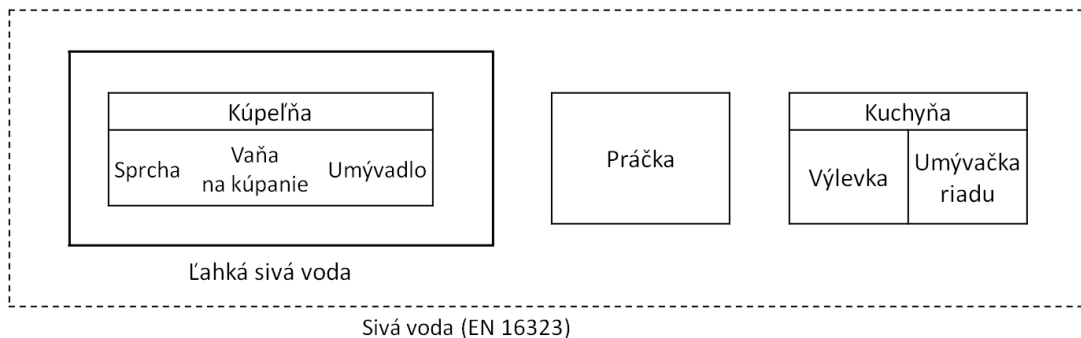 Kúpeľňa
Sprcha
Vaňa
na kúpanie
Umývadlo
Práčka
Kuchyňa
Výlevka
Umývačka
riadu
Ľahká sivá voda
Sivá voda (EN 16323)